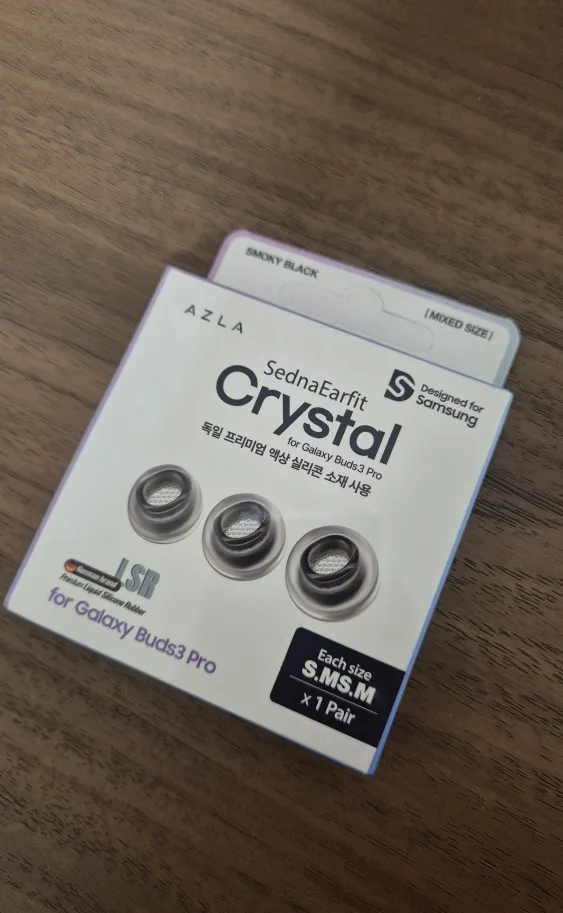 SMOKY BLACK
[MIXED SIZE]
AZLA
SednaEarfit
Crystal
for Galaxy Buds3 Pro
Designed for
Samsung
독일 프리미엄 액상 실리콘 소재 사용
German brand
LSR
Premium Liquid Silicone Rubber
for Galaxy Buds3 Pro
Each size
S.MS.M
x 1 Pair